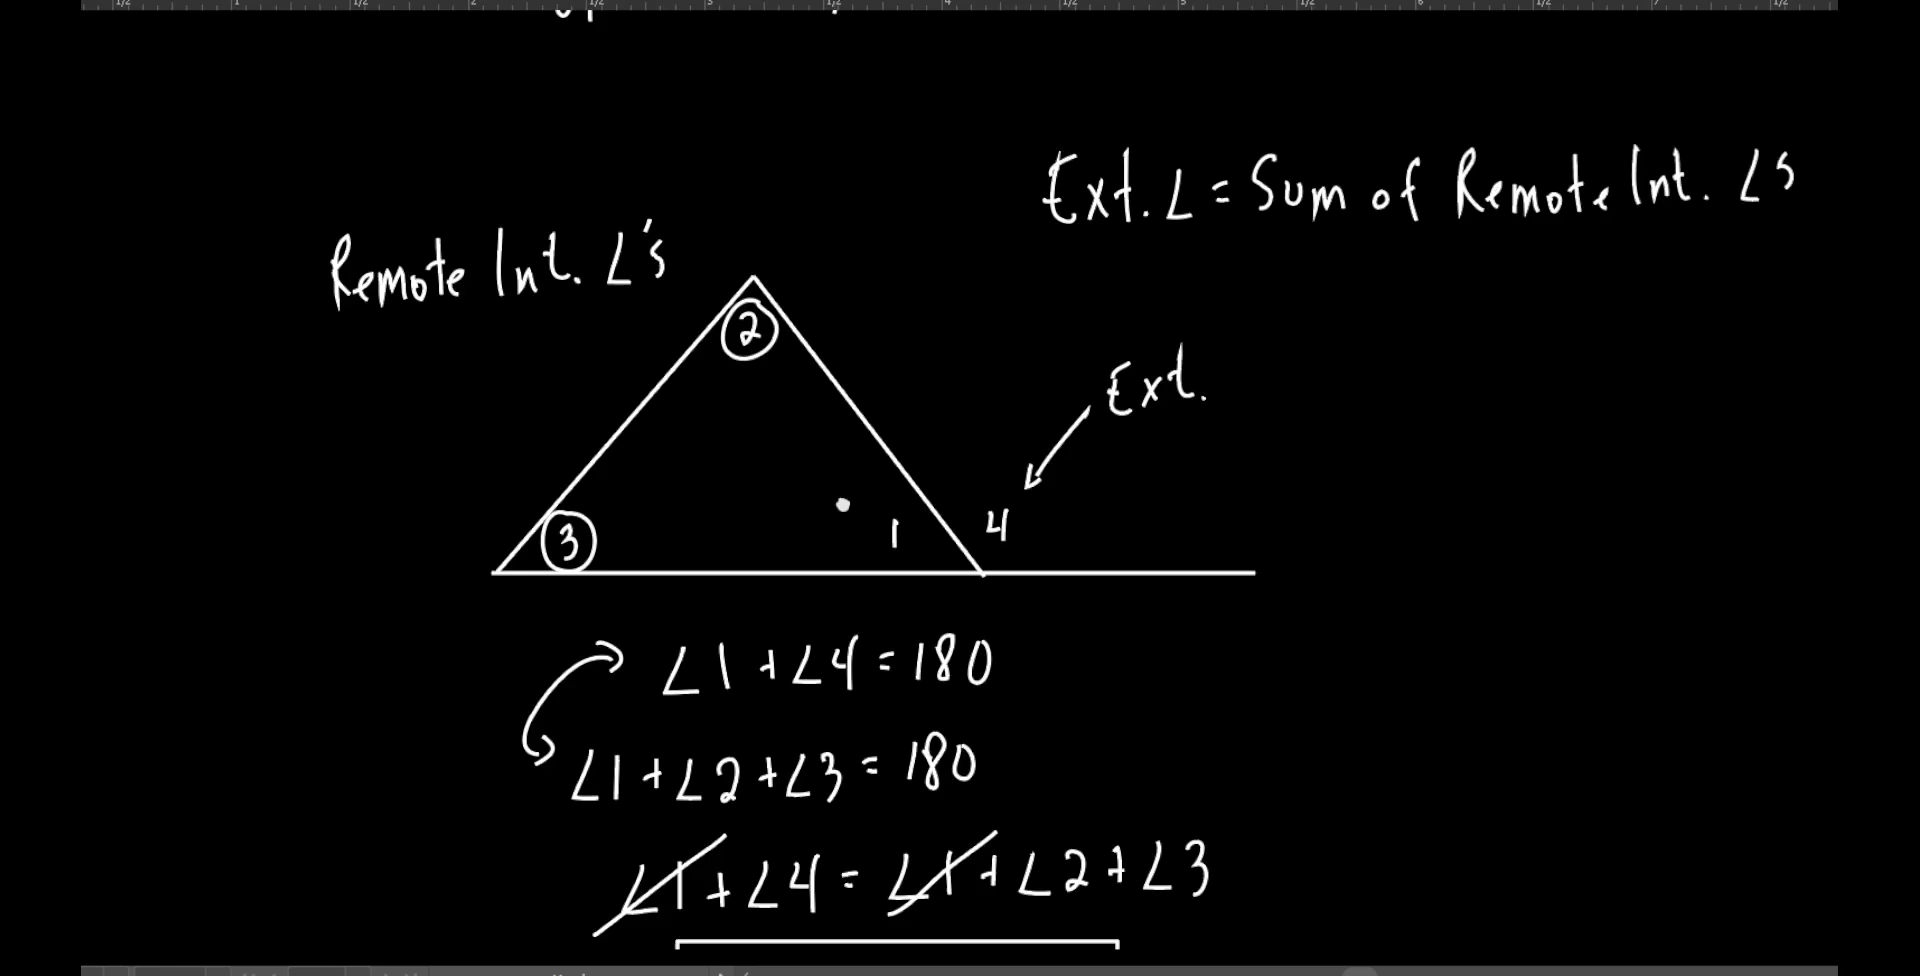 Ext. ∠ = Sum of Remote Int. ∠s
Remote Int. ∠'s
2
Ext.
3
1
4
∠1 + ∠4 = 180
∠1 + ∠2 + ∠3 = 180
∠1 + ∠4 = ∠1 + ∠2 + ∠3